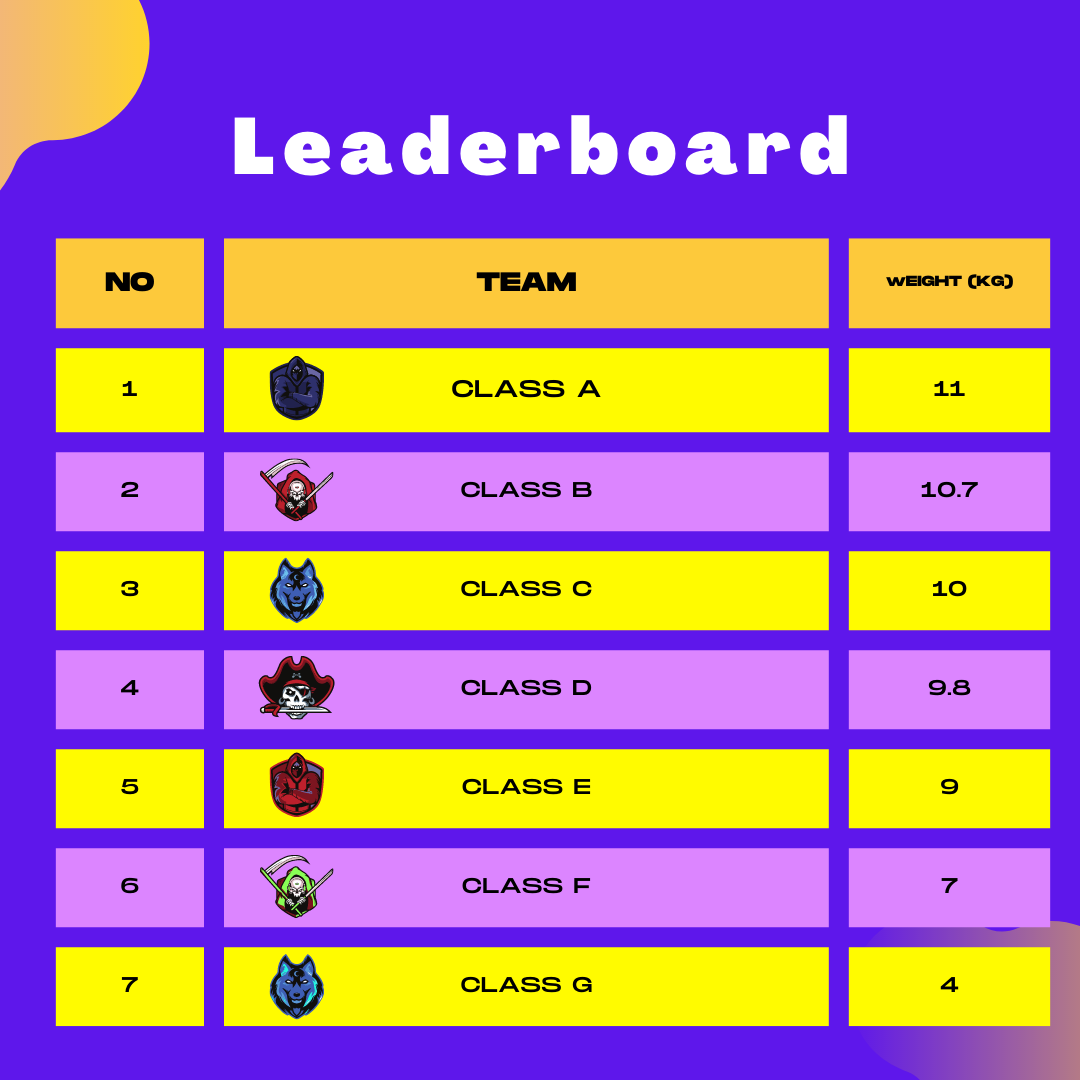 Leaderboard
NO TEAM WEIGHT (KG)
1 CLASS A 11
2 CLASS B 10.7
3 CLASS C 10
4 CLASS D 9.8
5 CLASS E 9
6 CLASS F 7
7 CLASS G 4